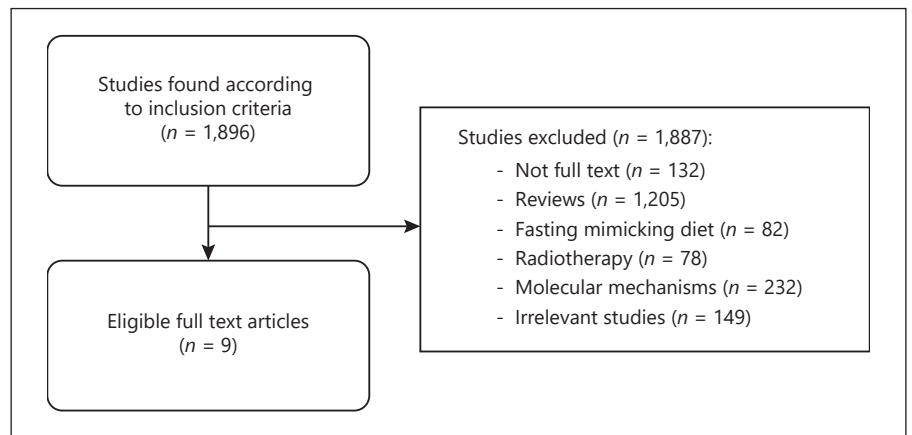 Studies found according
to inclusion criteria
(n = 1,896)
Studies excluded (n = 1,887):
- Not full text (n = 132)
- Reviews (n = 1,205)
- Fasting mimicking diet (n = 82)
- Radiotherapy (n = 78)
- Molecular mechanisms (n = 232)
- Irrelevant studies (n = 149)
Eligible full text articles
(n = 9)